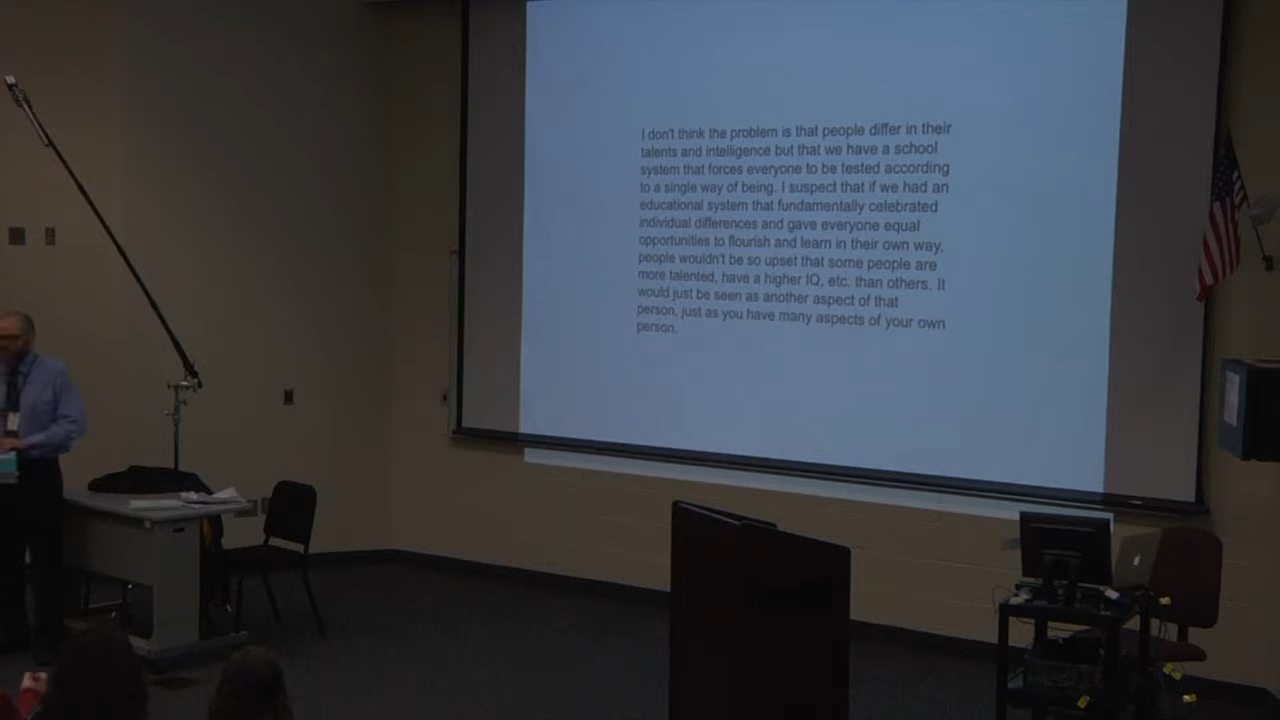 I don't think the problem is that people differ in their
talents and intelligence but that we have a school
system that forces everyone to be tested according
to a single way of being. I suspect that if we had an
educational system that fundamentally celebrated
individual differences and gave everyone equal
opportunities to flourish and learn in their own way,
people wouldn't be so upset that some people are
more talented, have a higher IQ, etc. than others. It
would just be seen as another aspect of that
person, just as you have many aspects of your own
person.